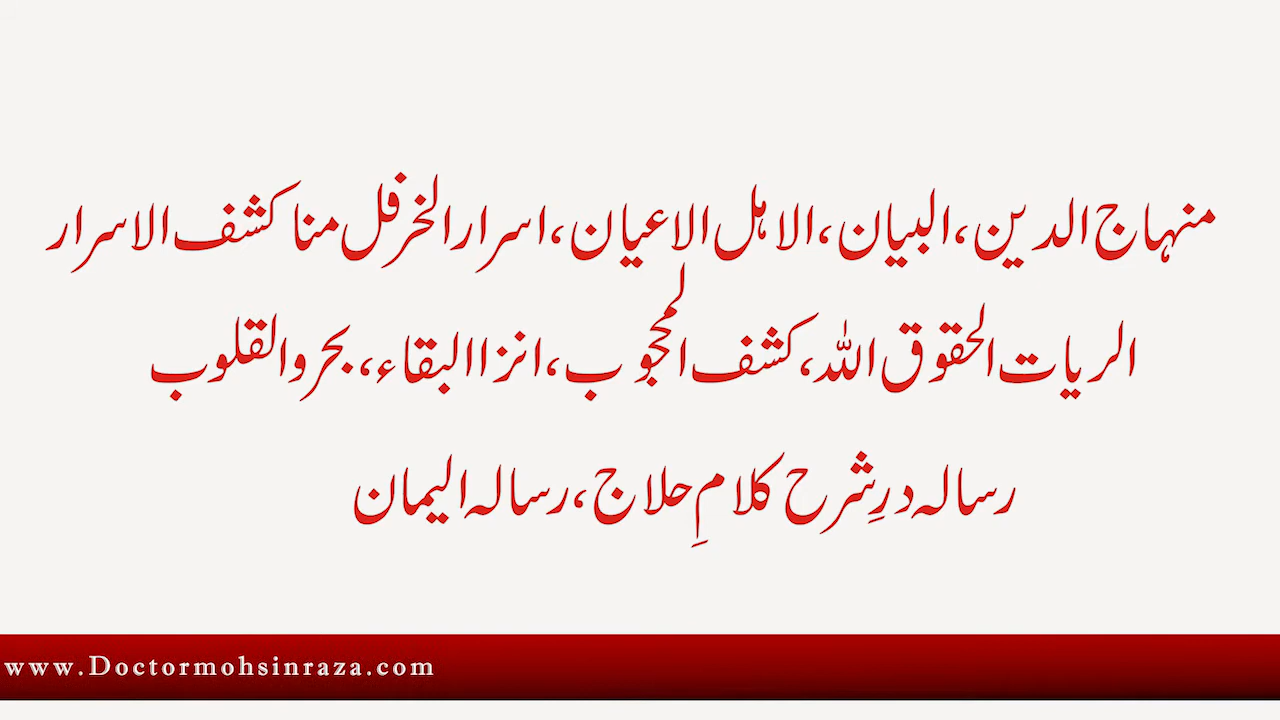 منہاج الدین، البیان، الاہل الاعیان، اسرار الخرفل منا کشف الاسرار
الریات الحقوق اللہ، کشف المحجوب، انزا البقاء، بحر والقلوب
رسالہ درِشرح کلامِ حلاج، رسالہ الیمان
www.Doctormohsinraza.com